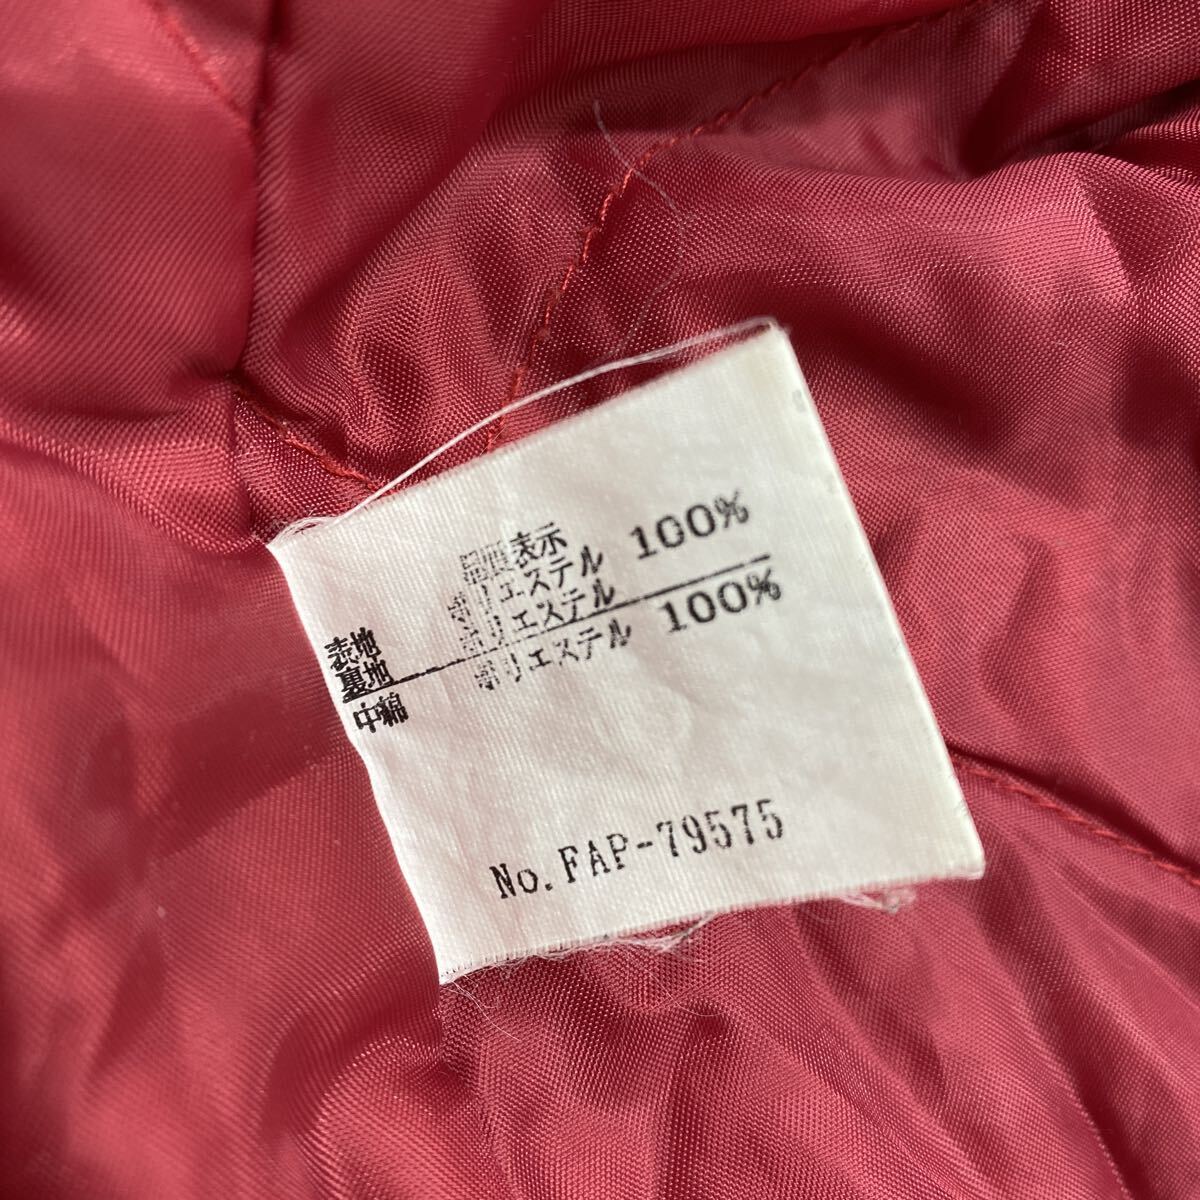 品質表示
表地 ポリエステル 100%
裏地 ポリエステル
中綿 ポリエステル 100%
No. FAP-79575